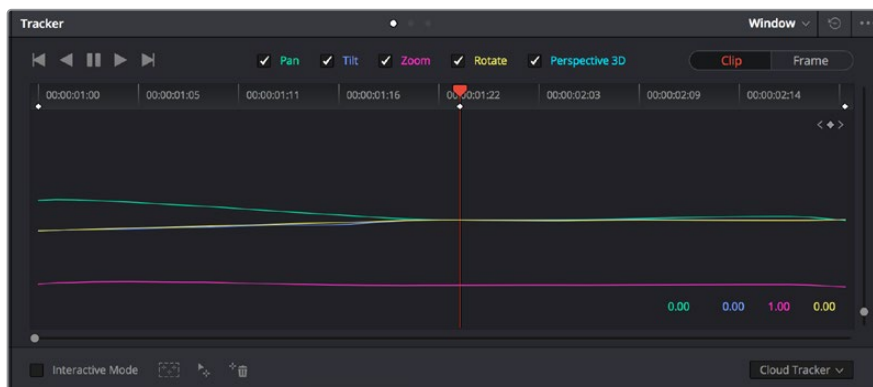 Tracker Window
Pan Tilt Zoom Rotate Perspective 3D Clip Frame
00:00:01:00 00:00:01:05 00:00:01:11 00:00:01:16 00:00:01:22 00:00:02:03 00:00:02:09 00:00:02:14
0.00 0.00 1.00 0.00
Interactive Mode Cloud Tracker